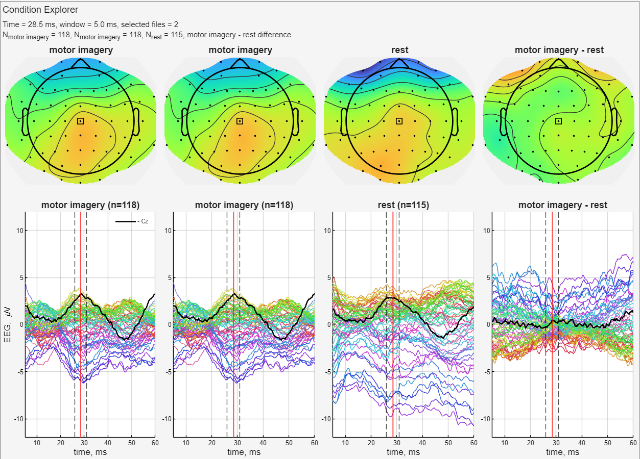 Condition Explorer
Time = 28.5 ms, window = 5.0 ms, selected files = 2
Nmotor imagery = 118, Nmotor imagery = 118, Nrest = 115, motor imagery - rest difference
motor imagery motor imagery rest motor imagery - rest
motor imagery (n=118) motor imagery (n=118) rest (n=115) motor imagery - rest
Cz
10 10 10 10
5 5 5 5
0 0 0 0
-5 -5 -5 -5
-10 -10 -10 -10
EEG, μV
10 20 30 40 50 60 10 20 30 40 50 60 10 20 30 40 50 60 10 20 30 40 50 60
time, ms time, ms time, ms time, ms